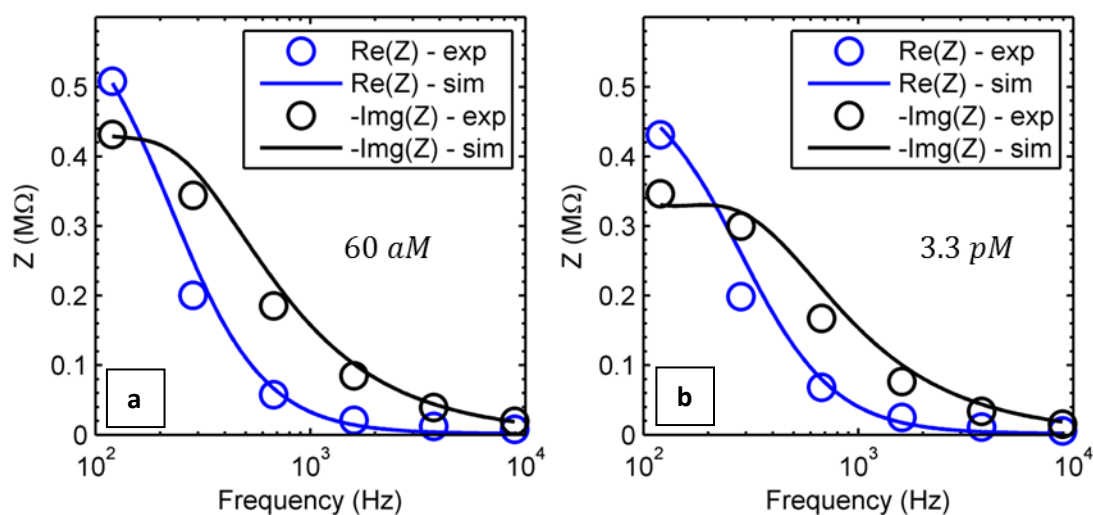 Re(Z) - exp
Re(Z) - sim
-Img(Z) - exp
-Img(Z) - sim
0.5
0.4
0.3
0.2
0.1
0
Z (MΩ)
60 aM
a
10²
10³
10⁴
Frequency (Hz)
Re(Z) - exp
Re(Z) - sim
-Img(Z) - exp
-Img(Z) - sim
0.5
0.4
0.3
0.2
0.1
0
Z (MΩ)
3.3 pM
b
10²
10³
10⁴
Frequency (Hz)